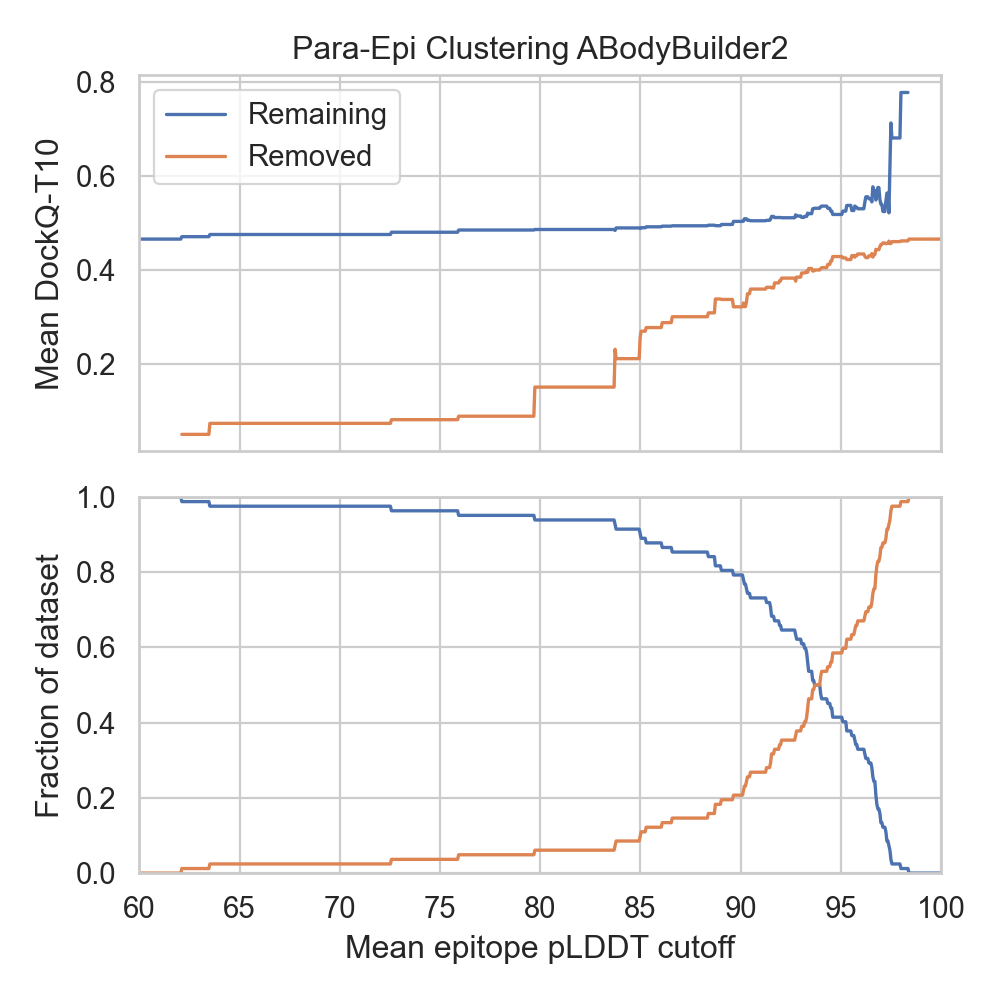 Para-Epi Clustering ABodyBuilder2
0.8
0.6
0.4
0.2
Mean DockQ-T10
Remaining
Removed
1.0
0.8
0.6
0.4
0.2
0.0
Fraction of dataset
60 65 70 75 80 85 90 95 100
Mean epitope pLDDT cutoff